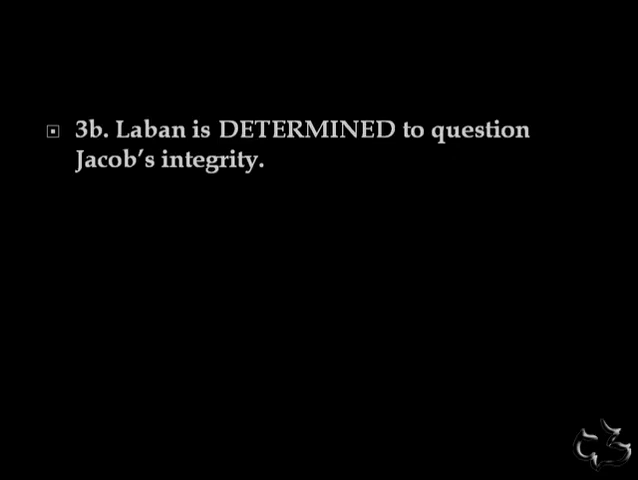 3b. Laban is DETERMINED to question
Jacob's integrity.